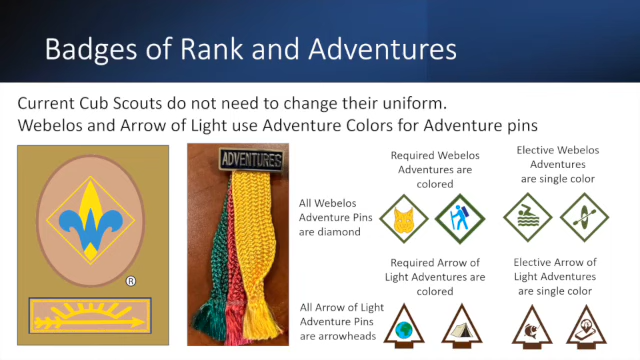 Badges of Rank and Adventures
Current Cub Scouts do not need to change their uniform.
Webelos and Arrow of Light use Adventure Colors for Adventure pins
W
®
ADVENTURES
All Webelos
Adventure Pins
are diamond
Required Webelos
Adventures are
colored
Elective Webelos
Adventures
are single color
All Arrow of Light
Adventure Pins
are arrowheads
Required Arrow of
Light Adventures are
colored
Elective Arrow of
Light Adventures
are single color